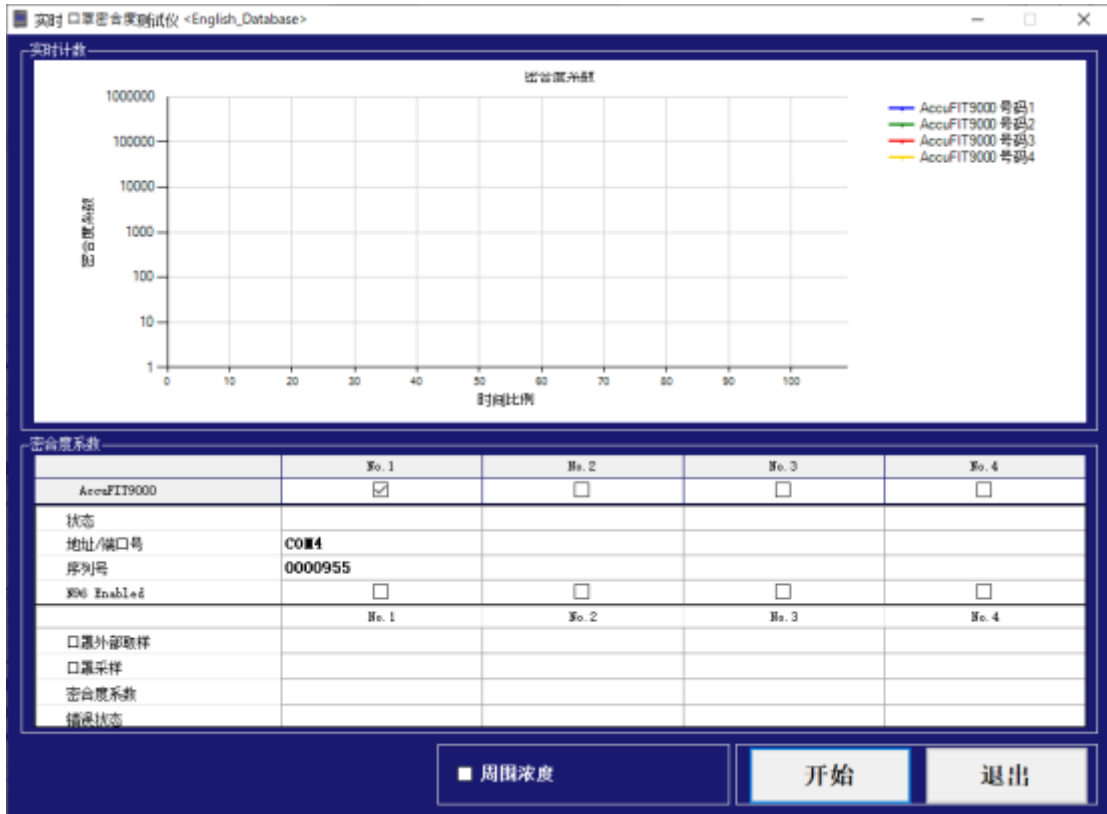 实时 口罩密合度测试仪 <English_Database>
实时计数
密合度系数
1000000
100000
10000
1000
100
10
1
密合度系数
0 10 20 30 40 50 60 70 80 90 100
时间比例
AccuFIT9000 号码1
AccuFIT9000 号码2
AccuFIT9000 号码3
AccuFIT9000 号码4
密合度系数
No.1 No.2 No.3 No.4
AccuFIT9000
状态
地址/端口号 COM4
序列号 0000955
N96 Enabled
No.1 No.2 No.3 No.4
口罩外部取样
口罩采样
密合度系数
错误状态
周围浓度
开始
退出